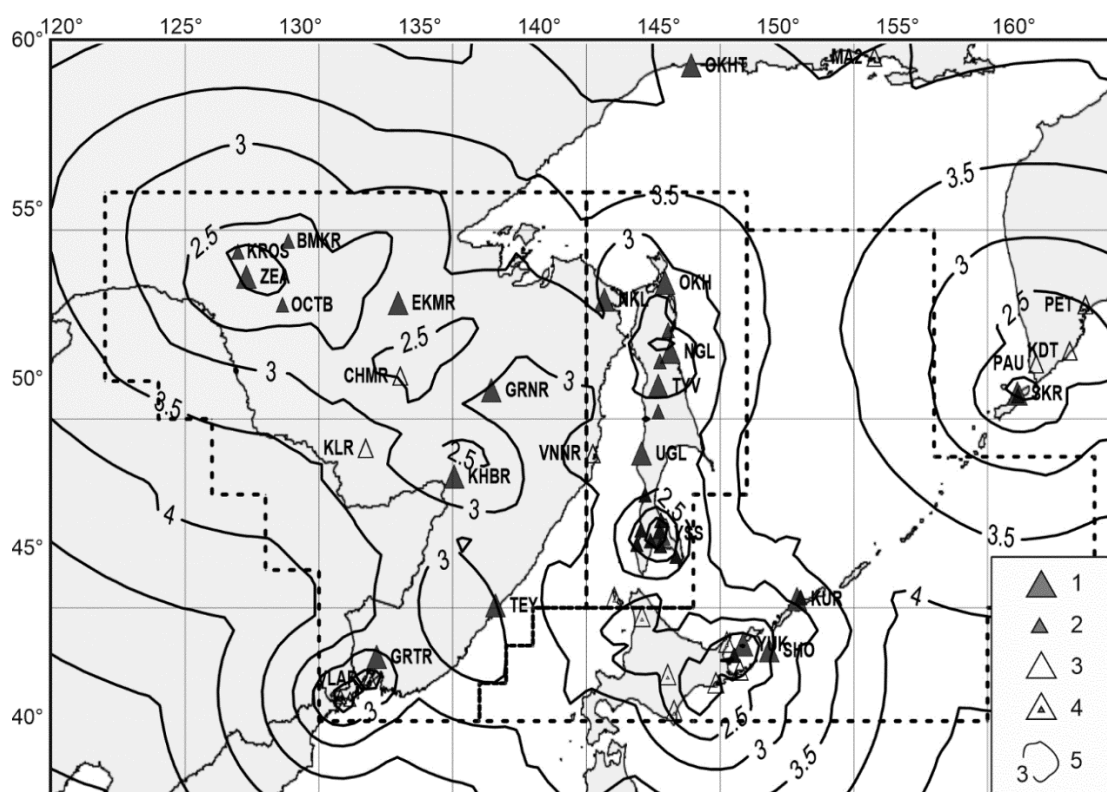 120° 125° 130° 135° 140° 145° 150° 155° 160°
60°
OKHT
MA2
3
3.5
3.5
55°
2.5
BMKR
KROS
3
3
ZEA
OKH
2.5
OCTB
EKMR
NKL
PET
2.5
NGL
KDT
PAU
50°
3
CHMR
TYV
SKR
3.5
GRNR
3
KLR
2.5
VNNR
UGL
KHBR
4
3
2.5
YSS
3.5
45°
3
1
TEY
KUR
4
2
YUK
SHO
GRTR
3
4
40°
3
2.5
3
3.5
3 5